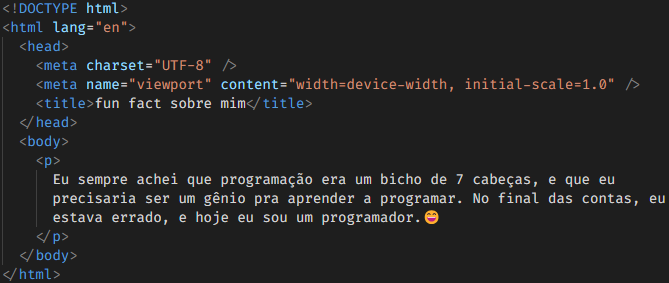 <!DOCTYPE html>
<html lang="en">
<head>
<meta charset="UTF-8" />
<meta name="viewport" content="width=device-width, initial-scale=1.0" />
<title>fun fact sobre mim</title>
</head>
<body>
<p>
Eu sempre achei que programação era um bicho de 7 cabeças, e que eu
precisaria ser um gênio pra aprender a programar. No final das contas, eu
estava errado, e hoje eu sou um programador.😄
</p>
</body>
</html>